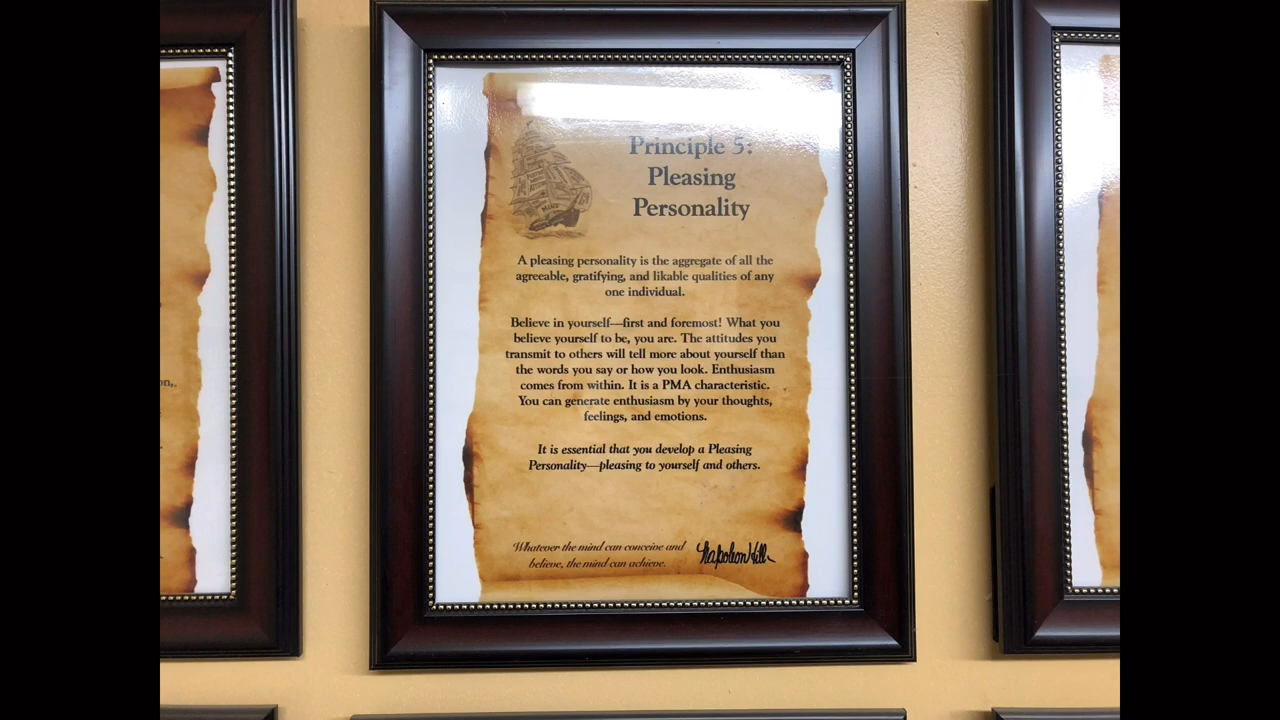 Principle 5:
Pleasing
Personality
A pleasing personality is the aggregate of all the
agreeable, gratifying, and likable qualities of any
one individual.
Believe in yourself—first and foremost! What you
believe yourself to be, you are. The attitudes you
transmit to others will tell more about yourself than
the words you say or how you look. Enthusiasm
comes from within. It is a PMA characteristic.
You can generate enthusiasm by your thoughts,
feelings, and emotions.
It is essential that you develop a Pleasing
Personality—pleasing to yourself and others.
Whatever the mind can conceive and
believe, the mind can achieve.
Napoleon Hill